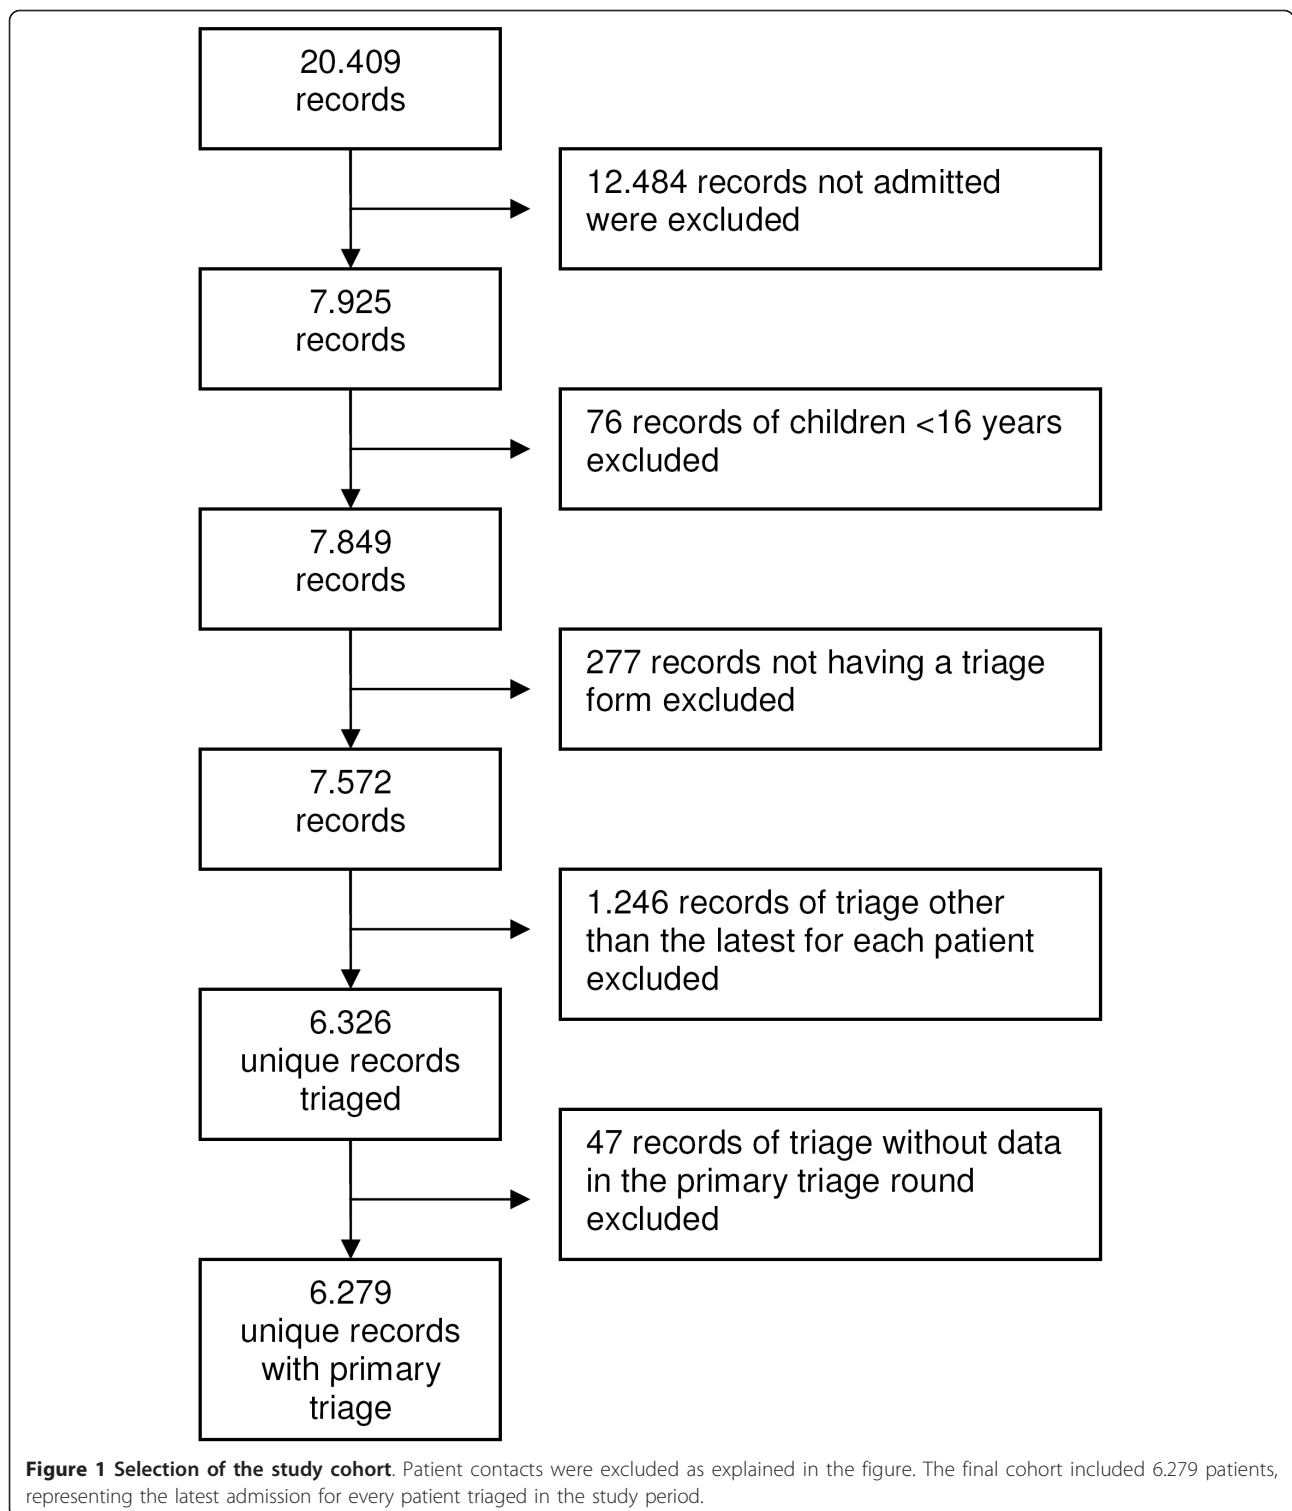 20.409
records
12.484 records not admitted
were excluded
7.925
records
76 records of children <16 years
excluded
7.849
records
277 records not having a triage
form excluded
7.572
records
1.246 records of triage other
than the latest for each patient
excluded
6.326
unique records
triaged
47 records of triage without data
in the primary triage round
excluded
6.279
unique records
with primary
triage
Figure 1 Selection of the study cohort. Patient contacts were excluded as explained in the figure. The final cohort included 6.279 patients,
representing the latest admission for every patient triaged in the study period.